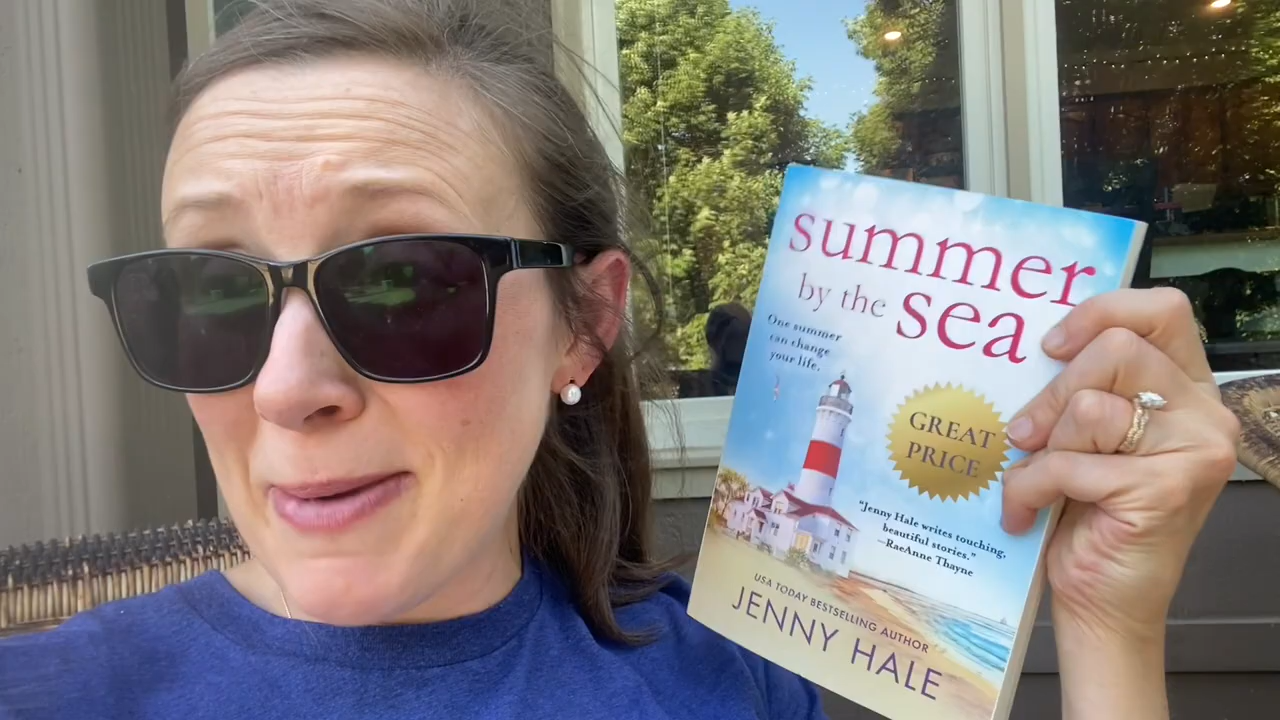 summer
by the sea
One summer
can change
your life.
GREAT
PRICE
"Jenny Hale writes touching,
beautiful stories."
—RaeAnne Thayne
USA TODAY BESTSELLING AUTHOR
JENNY HALE